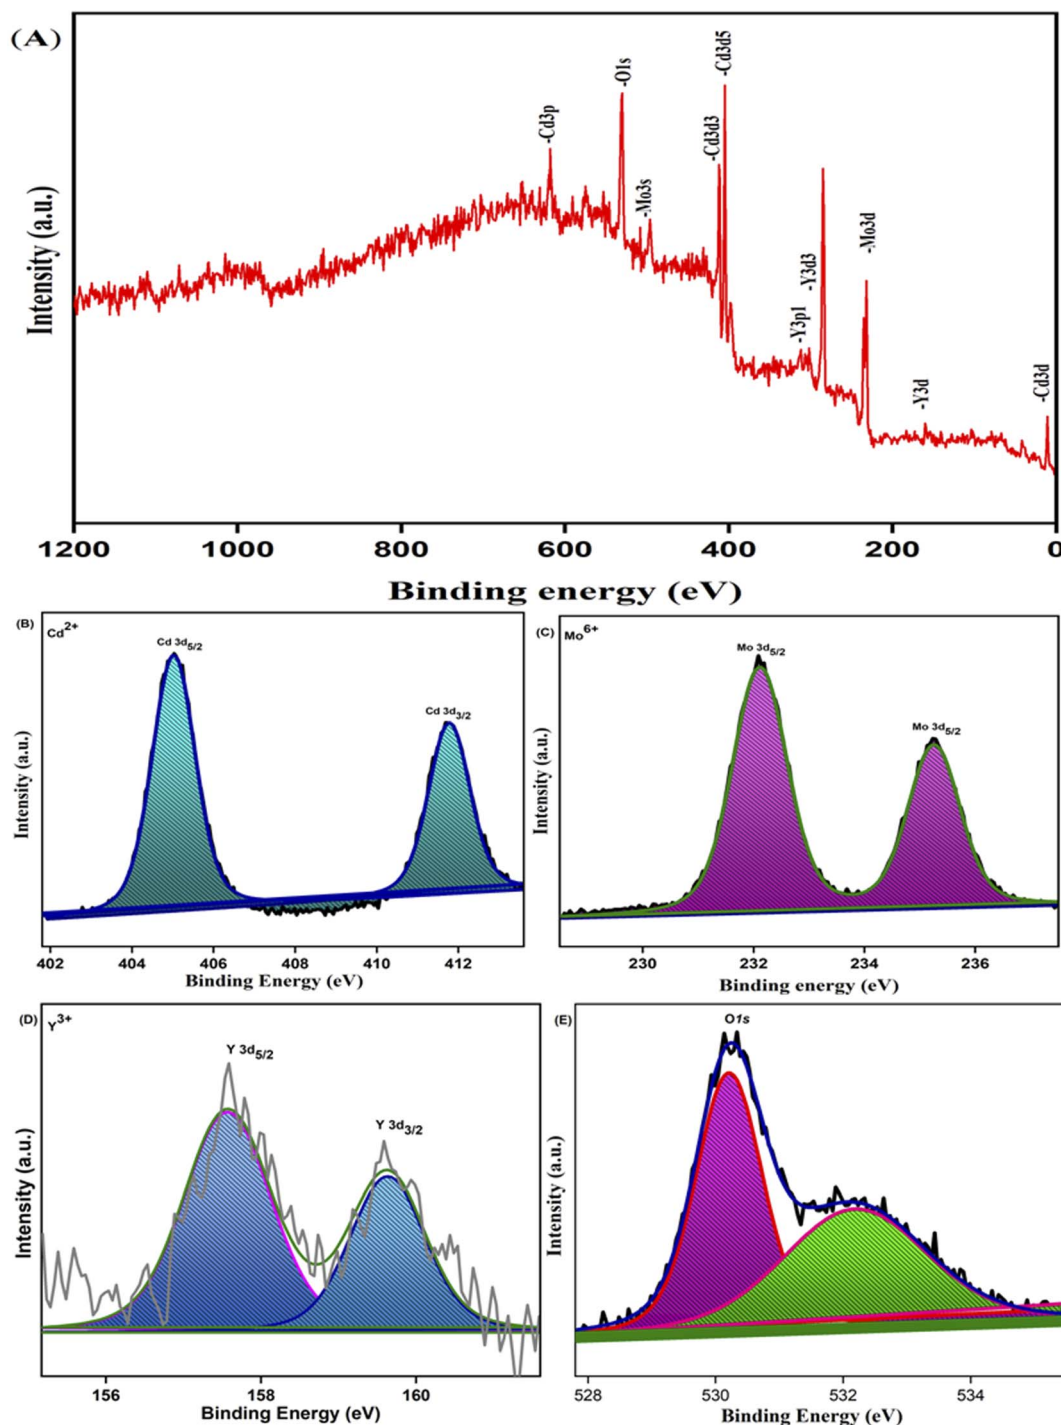 (A)
-Cd3p
-O1s
-Mo3s
-Cd3d3
-Cd3d5
-Y3p1
-Y3d3
-Mo3d
-Y3d
-Cd3d
Intensity (a.u.)
1200 1000 800 600 400 200 0
Binding energy (eV)
(B)
Cd2+
Cd 3d5/2
Cd 3d3/2
Intensity (a.u.)
402 404 406 408 410 412
Binding Energy (eV)
(C)
Mo6+
Mo 3d5/2
Mo 3d5/2
Intensity (a.u.)
230 232 234 236
Binding energy (eV)
(D)
Y3+
Y 3d5/2
Y 3d3/2
Intensity (a.u.)
156 158 160
Binding Energy (eV)
(E)
O1s
Intensity (a.u.)
528 530 532 534
Binding Energy (eV)